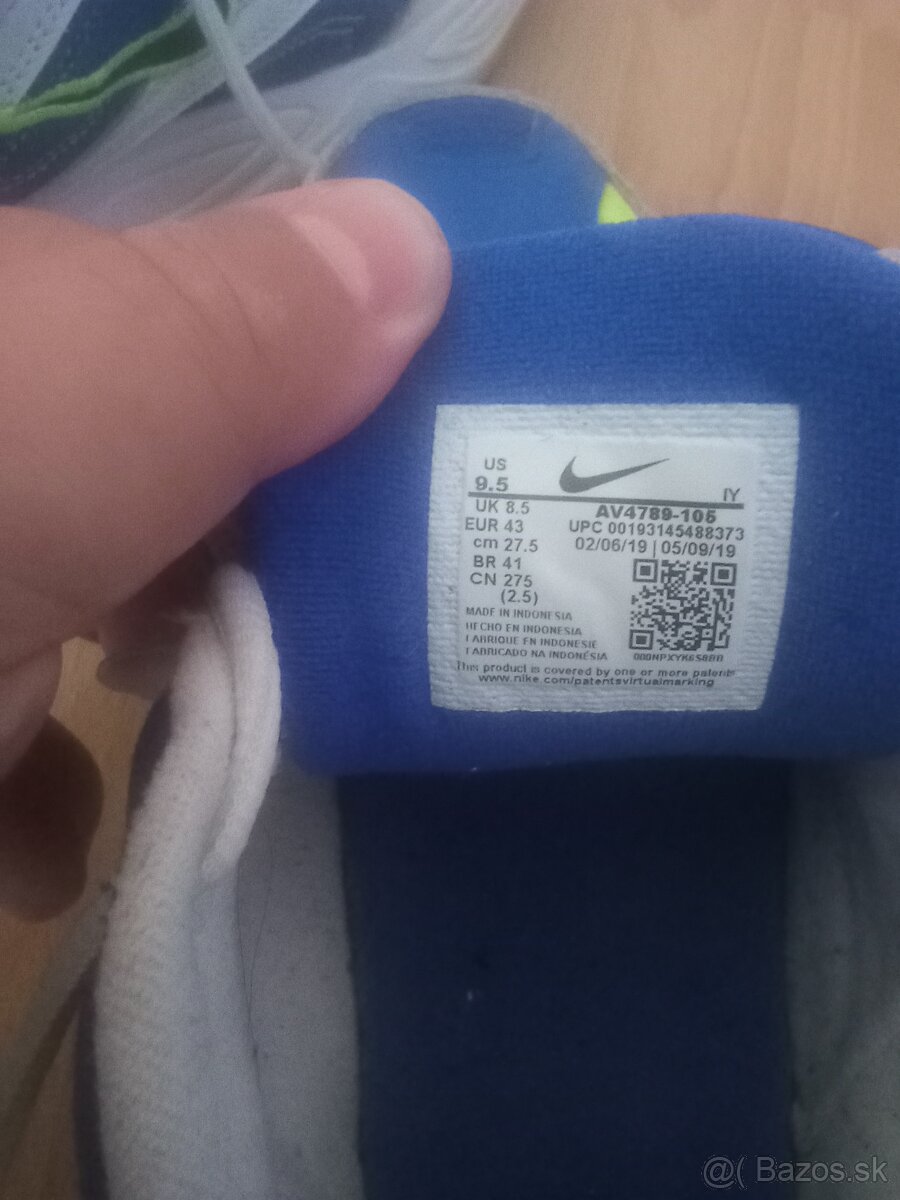 US
9.5
IY
UK 8.5
AV4789-105
EUR 43
UPC 00193145488373
cm 27.5
02/06/19 | 05/09/19
BR 41
CN 275
(2.5)
MADE IN INDONESIA
HECHO EN INDONESIA
FABRIQUE EN INDONESIE
FABRICADO NA INDONÉSIA
This product is covered by one or more patents
www.nike.com/patentsvirtualmarking
@( Bazos.sk